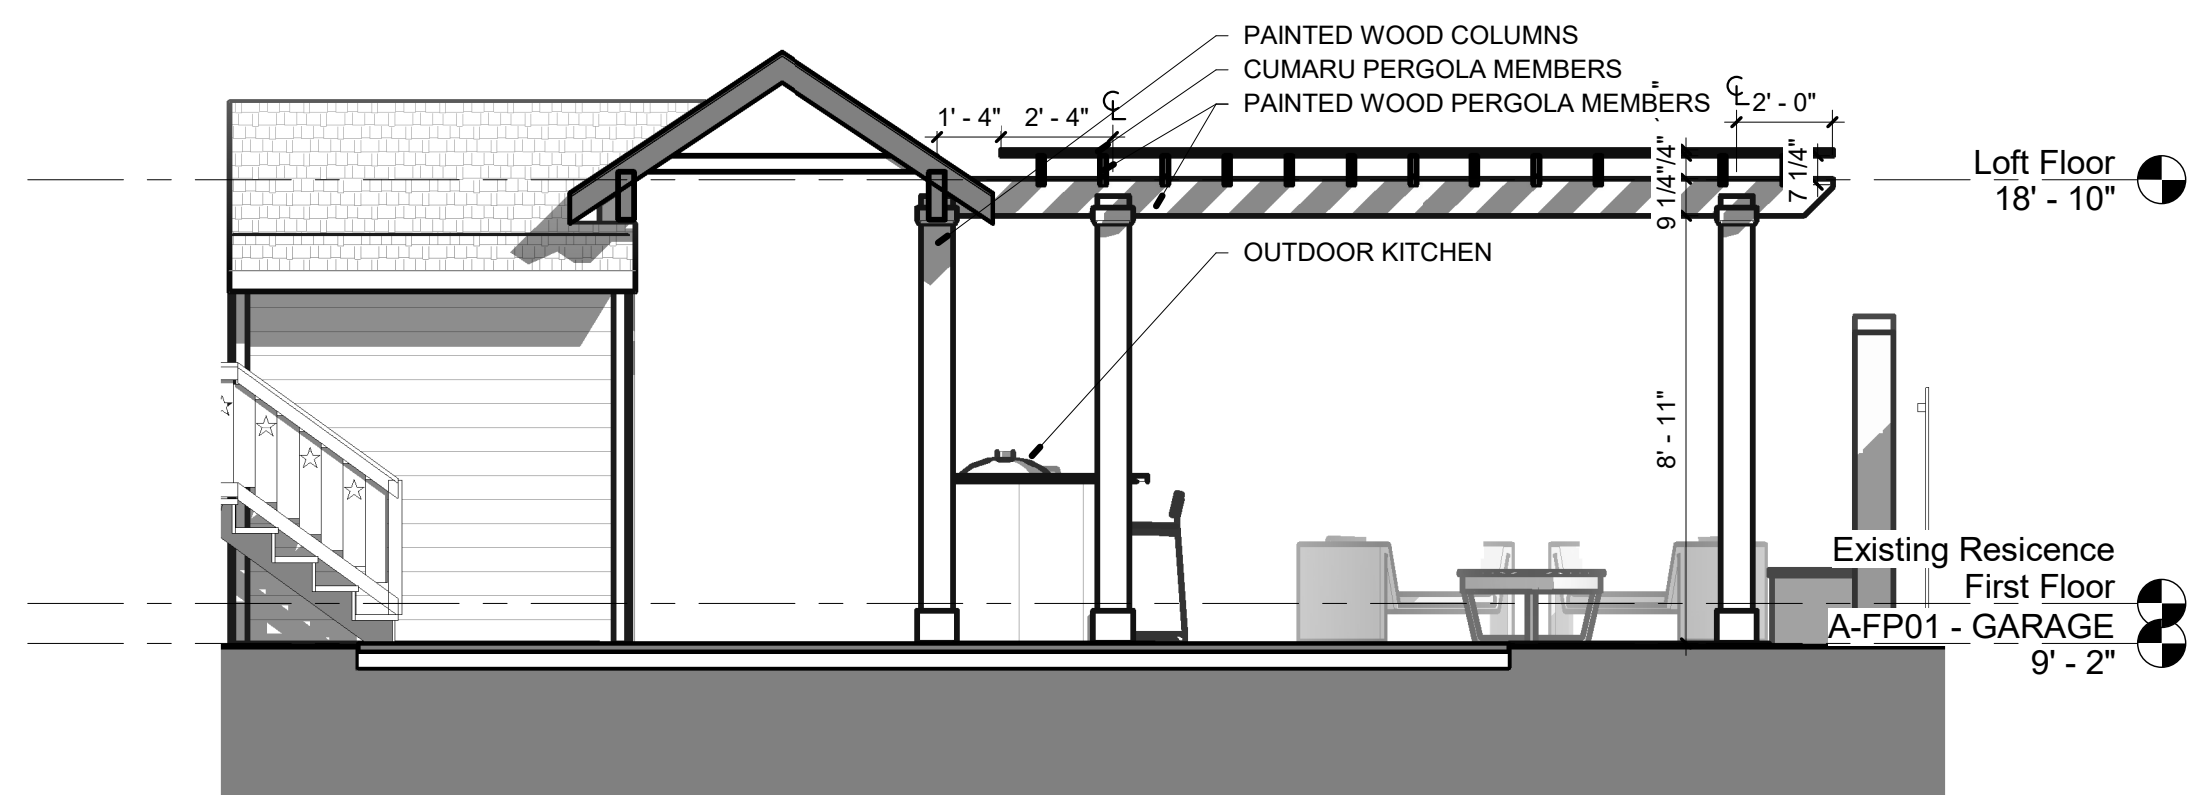 PAINTED WOOD COLUMNS
CUMARU PERGOLA MEMBERS
PAINTED WOOD PERGOLA MEMBERS
1' - 4"
2' - 4"
2' - 0"
9 1/4"
7 1/4"
Loft Floor
18' - 10"
OUTDOOR KITCHEN
8' - 11"
Existing Resicence
First Floor
A-FP01 - GARAGE
9' - 2"